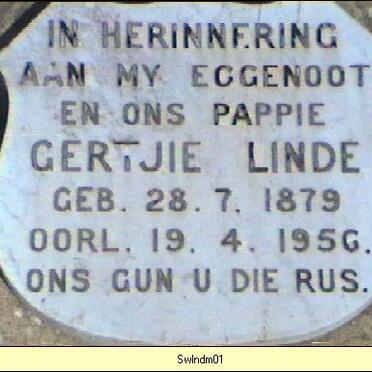 IN HERINNERING
AAN MY EGGENOOT
EN ONS PAPPIE
GERTJIE LINDE
GEB. 28. 7. 1879
OORL. 19. 4. 1956.
ONS GUN U DIE RUS.
Swlndm01